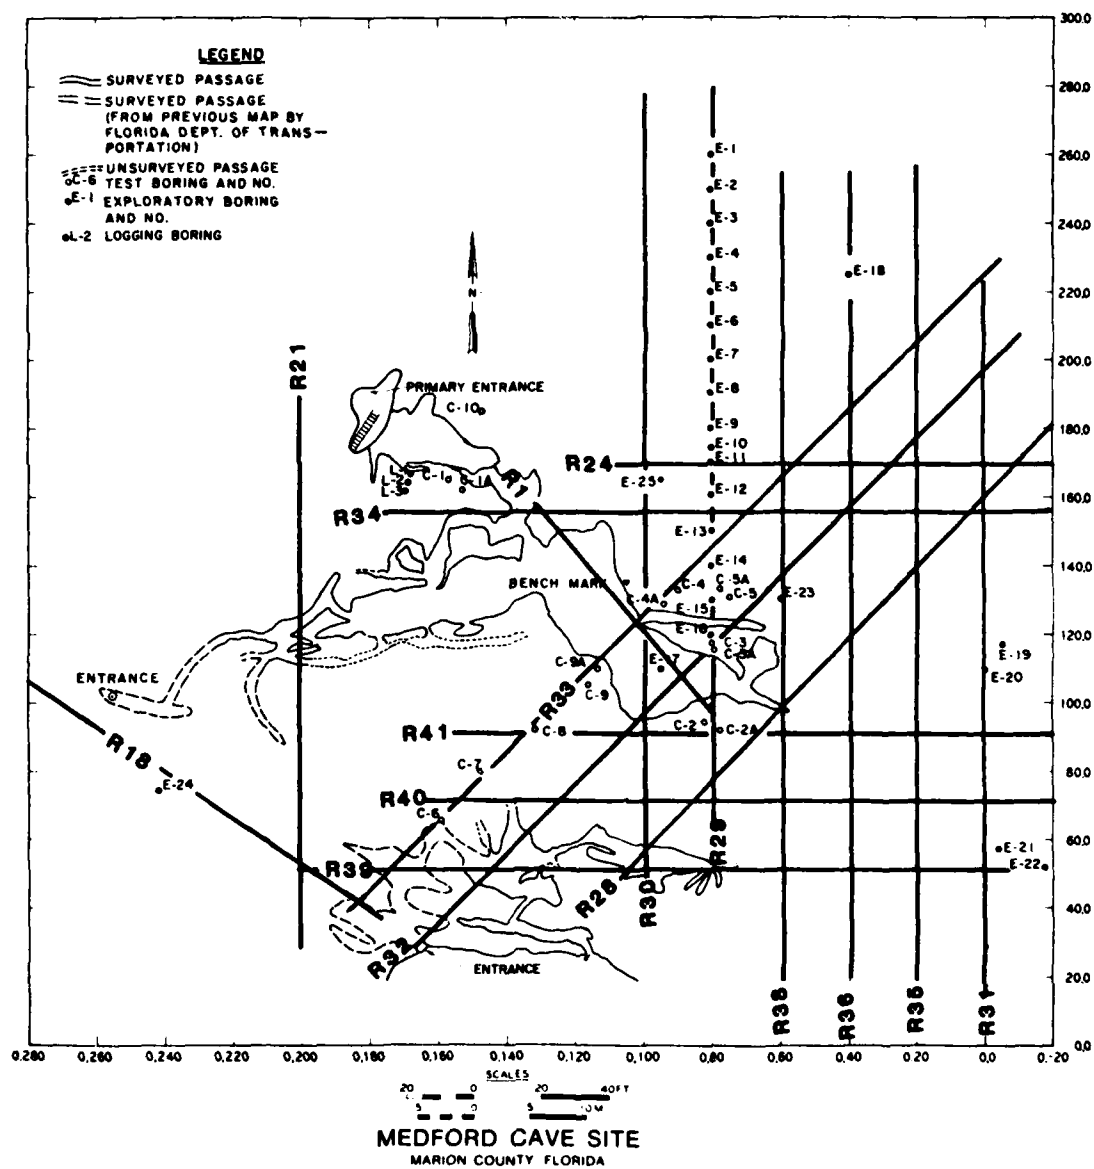 LEGEND
SURVEYED PASSAGE
SURVEYED PASSAGE
(FROM PREVIOUS MAP BY
FLORIDA DEPT. OF TRANS-
PORTATION)
UNSURVEYED PASSAGE
C-6 TEST BORING AND NO.
E-1 EXPLORATORY BORING
AND NO.
L-2 LOGGING BORING
300,0
280,0
260,0
240,0
220,0
200,0
180,0
160,0
140,0
120,0
100,0
80,0
60,0
40,0
20,0
0,0
E-1
E-2
E-3
E-4
E-5
E-6
E-7
E-8
E-9
E-10
E-11
E-12
E-13
E-14
E-15
E-16
E-17
E-18
E-19
E-20
E-21
E-22
E-23
E-24
E-25
N
R21
PRIMARY ENTRANCE
C-10
L-2
L-3
C-1
R1
R24
R34
BENCH MARK
C-4
C-4A
C-5A
C-5
C-3
C-9A
C-9
R33
ENTRANCE
R18
R41
C-8
C-2
C-2A
C-7
R40
C-6
R39
R29
R28
R30
R32
ENTRANCE
R36
R35
R31
0,280
0,260
0,240
0,220
0,200
0,180
0,160
0,140
0,120
0,100
0,80
0,60
0,40
0,20
0,0
0,-20
SCALES
20 0 20 40FT
5 0 5 10M
MEDFORD CAVE SITE
MARION COUNTY FLORIDA